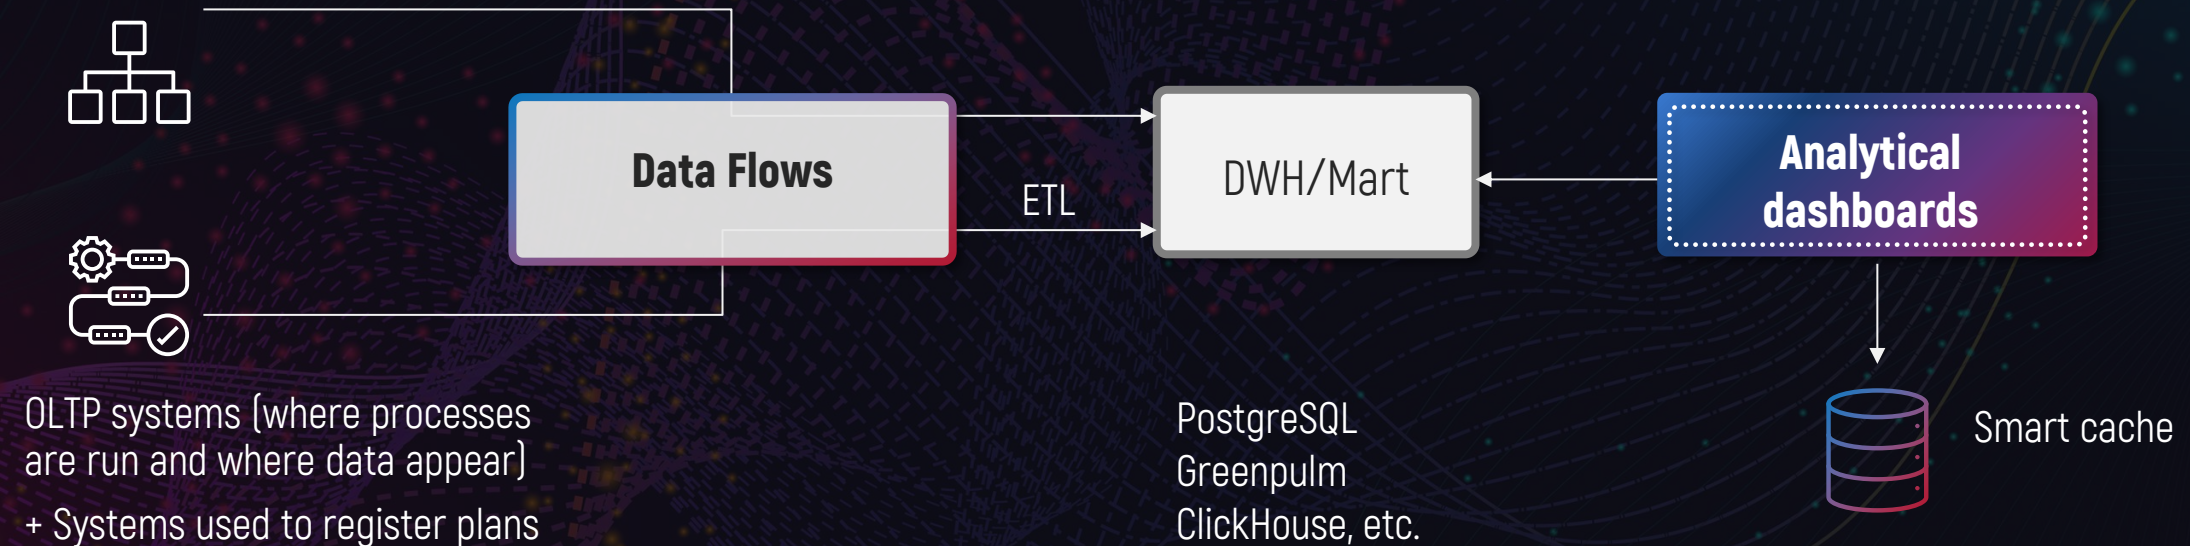 Data Flows
ETL
DWH/Mart
Analytical
dashboards
OLTP systems (where processes
are run and where data appear)
+ Systems used to register plans
PostgreSQL
Greenpulm
ClickHouse, etc.
Smart cache